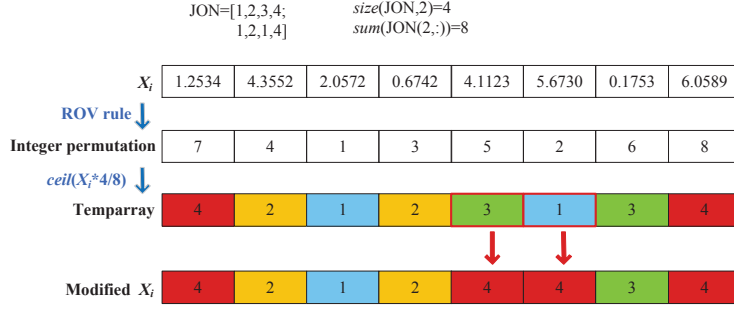 JON=[1,2,3,4; size(JON,2)=4
1,2,1,4] sum(JON(2,:))=8
Xi 1.2534 4.3552 2.0572 0.6742 4.1123 5.6730 0.1753 6.0589
ROV rule
Integer permutation 7 4 1 3 5 2 6 8
ceil(Xi*4/8)
Temparray 4 2 1 2 3 1 3 4
Modified Xi 4 2 1 2 4 4 3 4